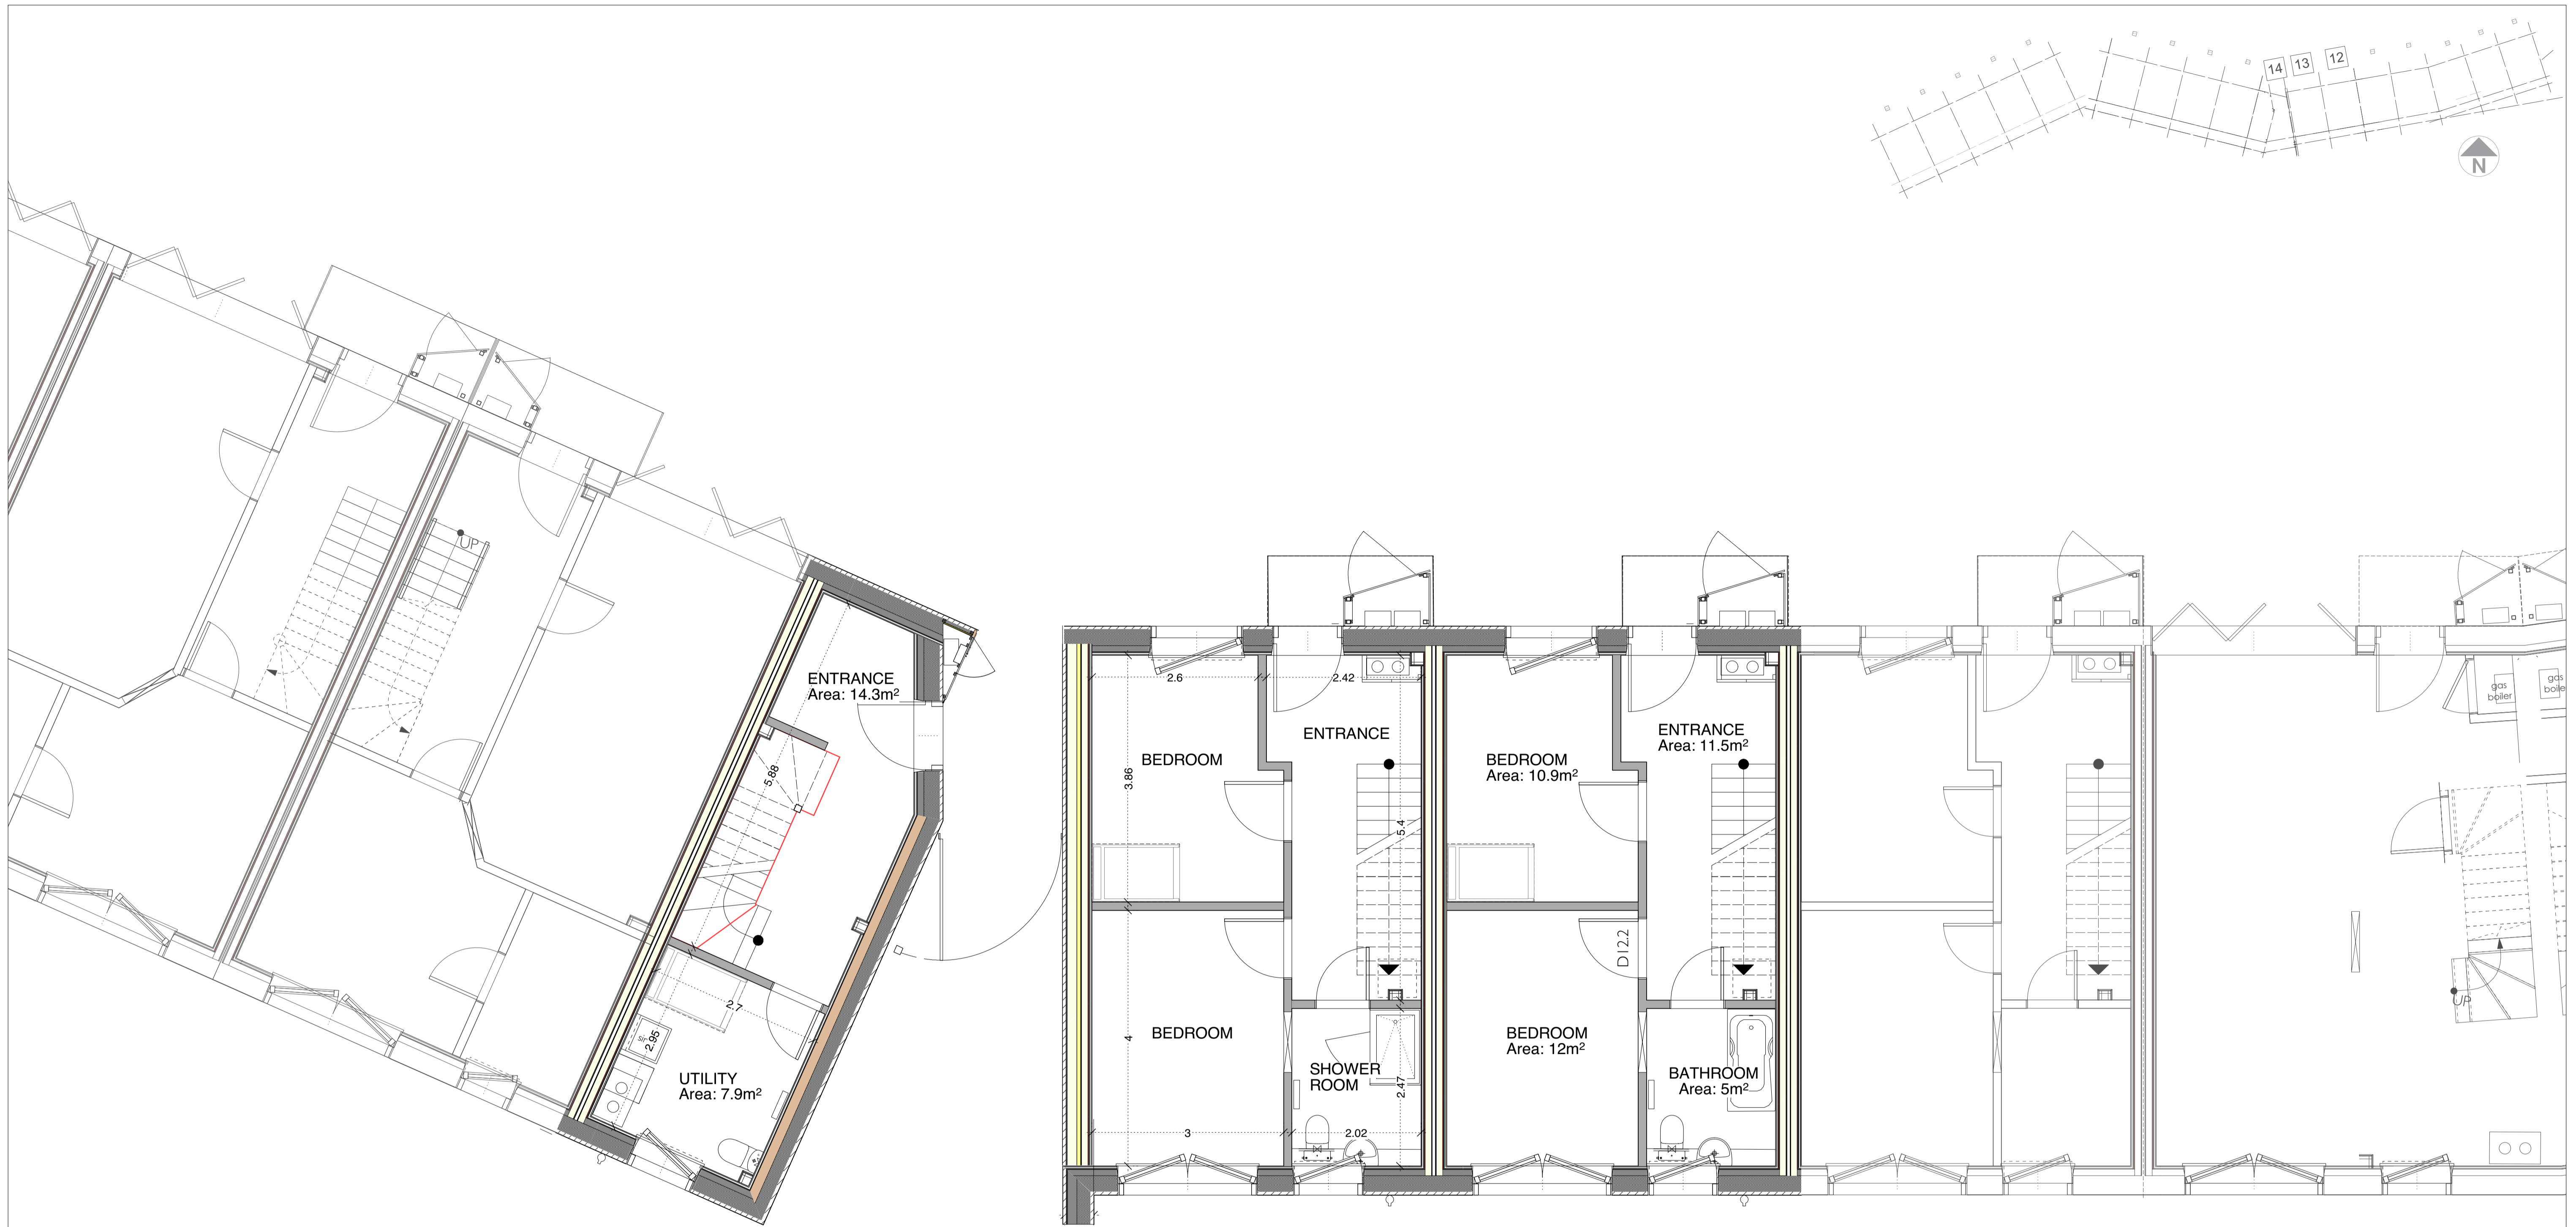 14 13 12
N
UP
ENTRANCE
Area: 14.3m²
5.88
2.7
2.95
UTILITY
Area: 7.9m²
2.6
2.42
3.86
BEDROOM
ENTRANCE
5.4
BEDROOM
4
SHOWER
ROOM
2.47
3
2.02
BEDROOM
Area: 10.9m²
ENTRANCE
Area: 11.5m²
D12.2
BEDROOM
Area: 12m²
BATHROOM
Area: 5m²
gas
boiler
gas
boile
UP